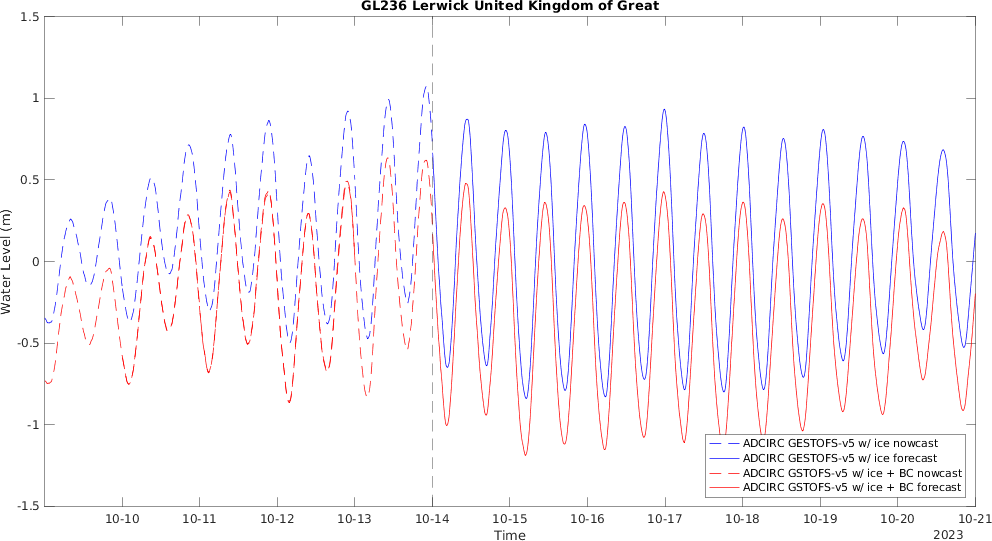 GL236 Lerwick United Kingdom of Great
1.5
1
0.5
0
-0.5
-1
-1.5
Water Level (m)
ADCIRC GESTOFS-v5 w/ ice nowcast
ADCIRC GESTOFS-v5 w/ ice forecast
ADCIRC GSTOFS-v5 w/ ice + BC nowcast
ADCIRC GSTOFS-v5 w/ ice + BC forecast
10-10 10-11 10-12 10-13 10-14 10-15 10-16 10-17 10-18 10-19 10-20 10-21
Time
2023